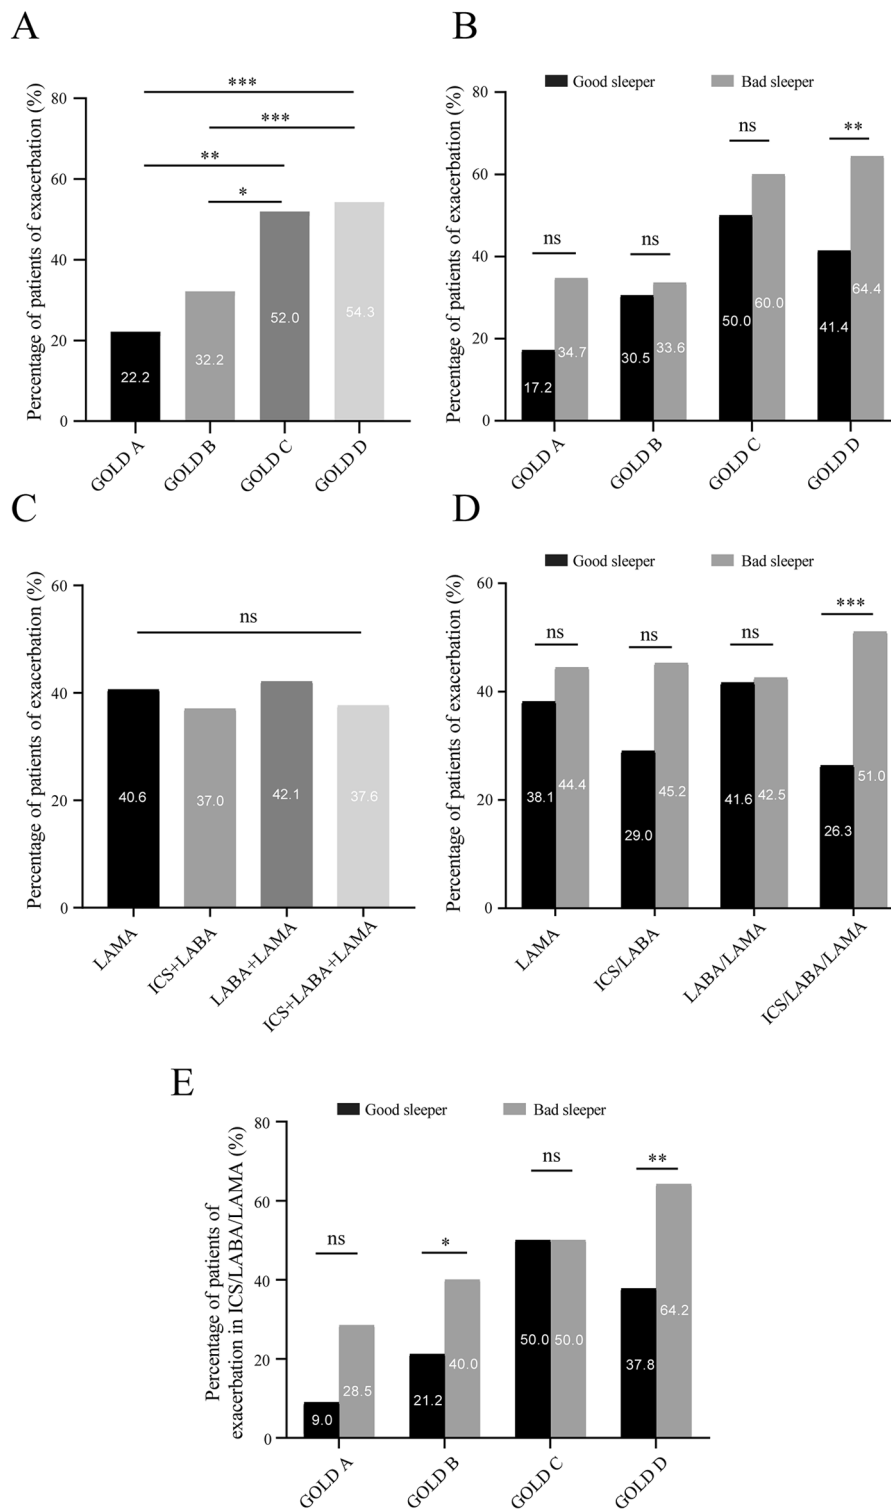 A
Percentage of patients of exacerbation (%)
80
60
40
20
0
***
***
**
*
22.2
32.2
52.0
54.3
GOLD A
GOLD B
GOLD C
GOLD D
B
Good sleeper
Bad sleeper
Percentage of patients of exacerbation (%)
80
60
40
20
0
ns
ns
ns
**
17.2
34.7
30.5
33.6
50.0
60.0
41.4
64.4
GOLD A
GOLD B
GOLD C
GOLD D
C
Percentage of patients of exacerbation (%)
60
40
20
0
ns
40.6
37.0
42.1
37.6
LAMA
ICS+LABA
LABA+LAMA
ICS+LABA+LAMA
D
Good sleeper
Bad sleeper
Percentage of patients of exacerbation (%)
60
40
20
0
ns
ns
ns
***
38.1
44.4
29.0
45.2
41.6
42.5
26.3
51.0
LAMA
ICS/LABA
LABA/LAMA
ICS/LABA/LAMA
E
Good sleeper
Bad sleeper
Percentage of patients of
exacerbation in ICS/LABA/LAMA (%)
80
60
40
20
0
ns
*
ns
**
9.0
28.5
21.2
40.0
50.0
50.0
37.8
64.2
GOLD A
GOLD B
GOLD C
GOLD D